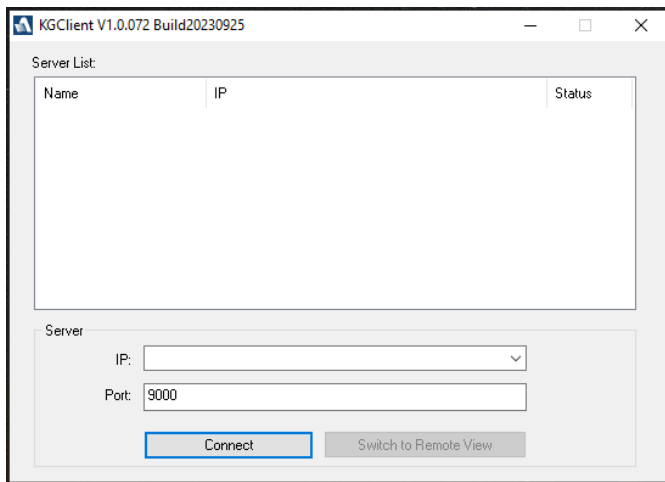 KGClient V1.0.072 Build20230925
Server List:
Name IP Status
Server
IP:
Port: 9000
Connect Switch to Remote View